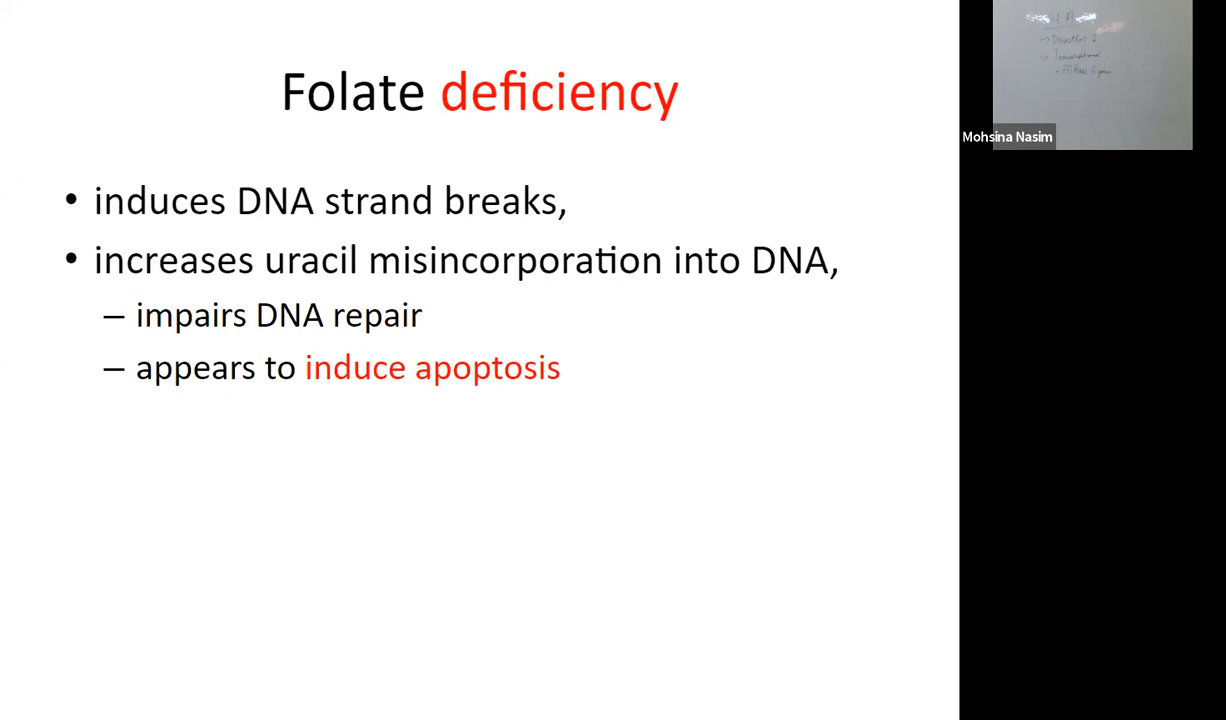 Folate deficiency
• induces DNA strand breaks,
• increases uracil misincorporation into DNA,
– impairs DNA repair
– appears to induce apoptosis
Mohsina Nasim